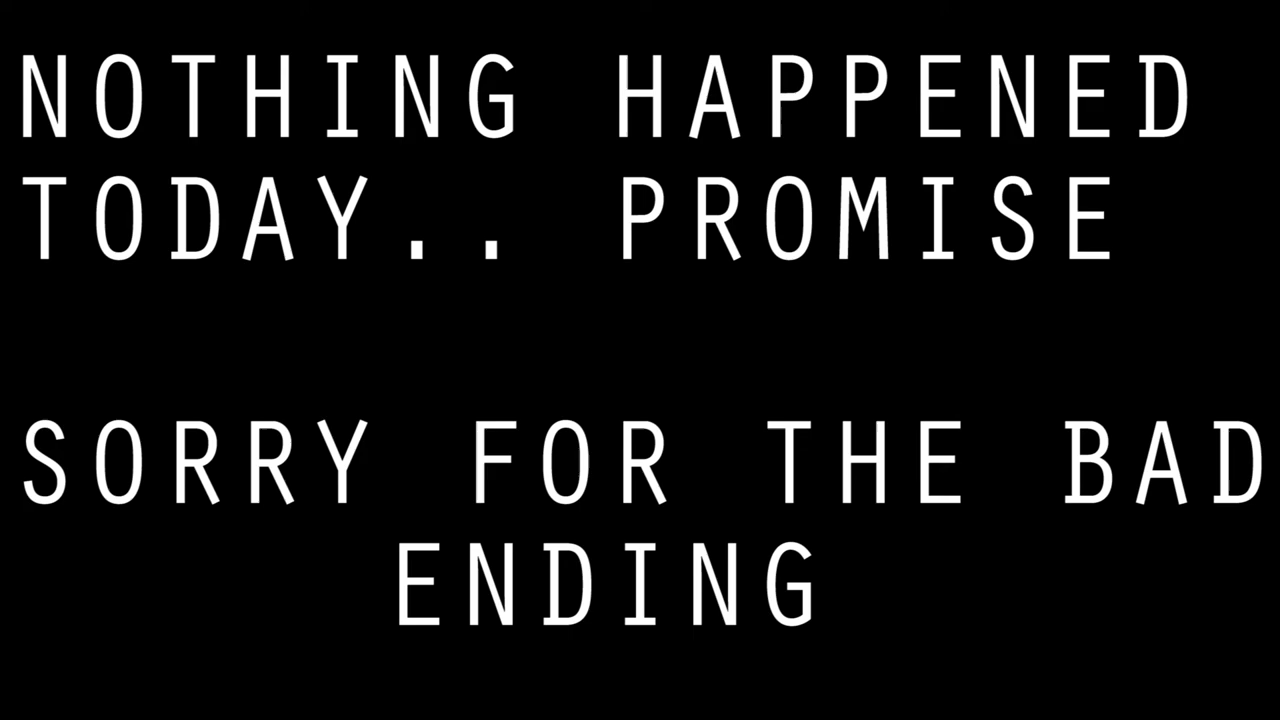 NOTHING HAPPENED
TODAY.. PROMISE
SORRY FOR THE BAD
ENDING